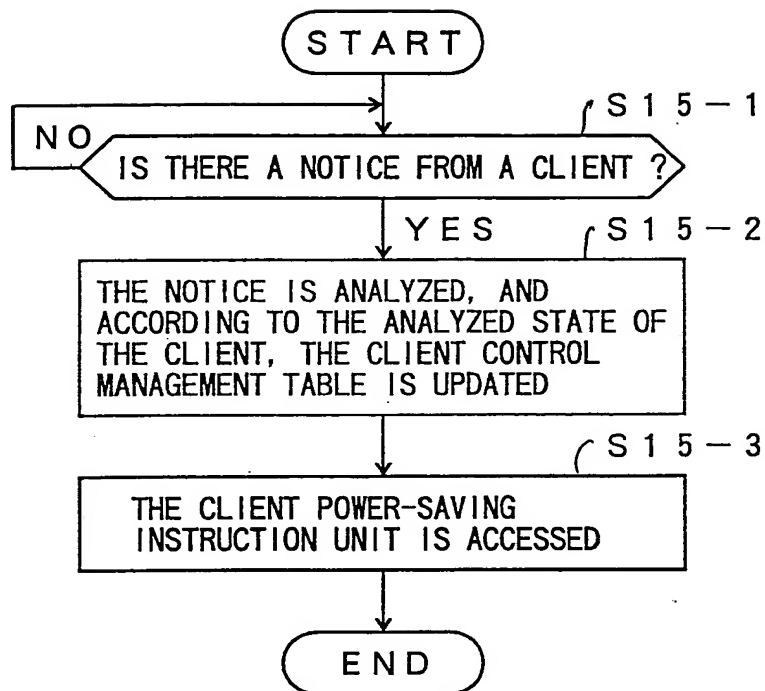 START
S15-1
NO
IS THERE A NOTICE FROM A CLIENT ?
YES
S15-2
THE NOTICE IS ANALYZED, AND
ACCORDING TO THE ANALYZED STATE OF
THE CLIENT, THE CLIENT CONTROL
MANAGEMENT TABLE IS UPDATED
S15-3
THE CLIENT POWER-SAVING
INSTRUCTION UNIT IS ACCESSED
END